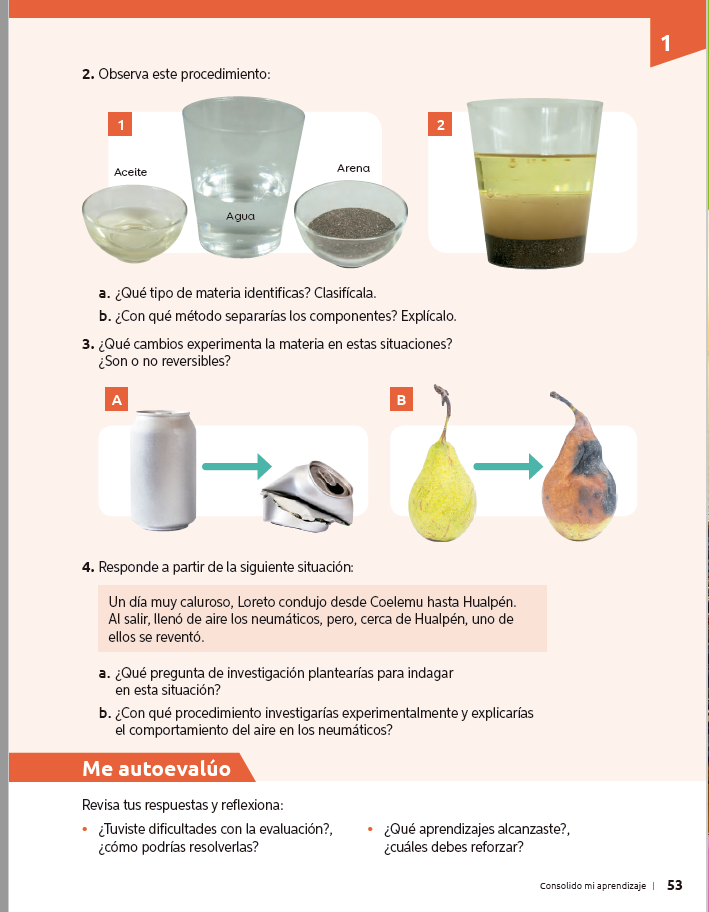 1
2. Observa este procedimiento:
1
2
Aceite
Arena
Agua
a. ¿Qué tipo de materia identificas? Clasifícala.
b. ¿Con qué método separarías los componentes? Explícalo.
3. ¿Qué cambios experimenta la materia en estas situaciones?
¿Son o no reversibles?
A
B
4. Responde a partir de la siguiente situación:
Un día muy caluroso, Loreto condujo desde Coelemu hasta Hualpén.
Al salir, llenó de aire los neumáticos, pero, cerca de Hualpén, uno de
ellos se reventó.
a. ¿Qué pregunta de investigación plantearías para indagar
en esta situación?
b. ¿Con qué procedimiento investigarías experimentalmente y explicarías
el comportamiento del aire en los neumáticos?
Me autoevalúo
Revisa tus respuestas y reflexiona:
• ¿Tuviste dificultades con la evaluación?,
¿cómo podrías resolverlas?
• ¿Qué aprendizajes alcanzaste?,
¿cuáles debes reforzar?
Consolido mi aprendizaje | 53